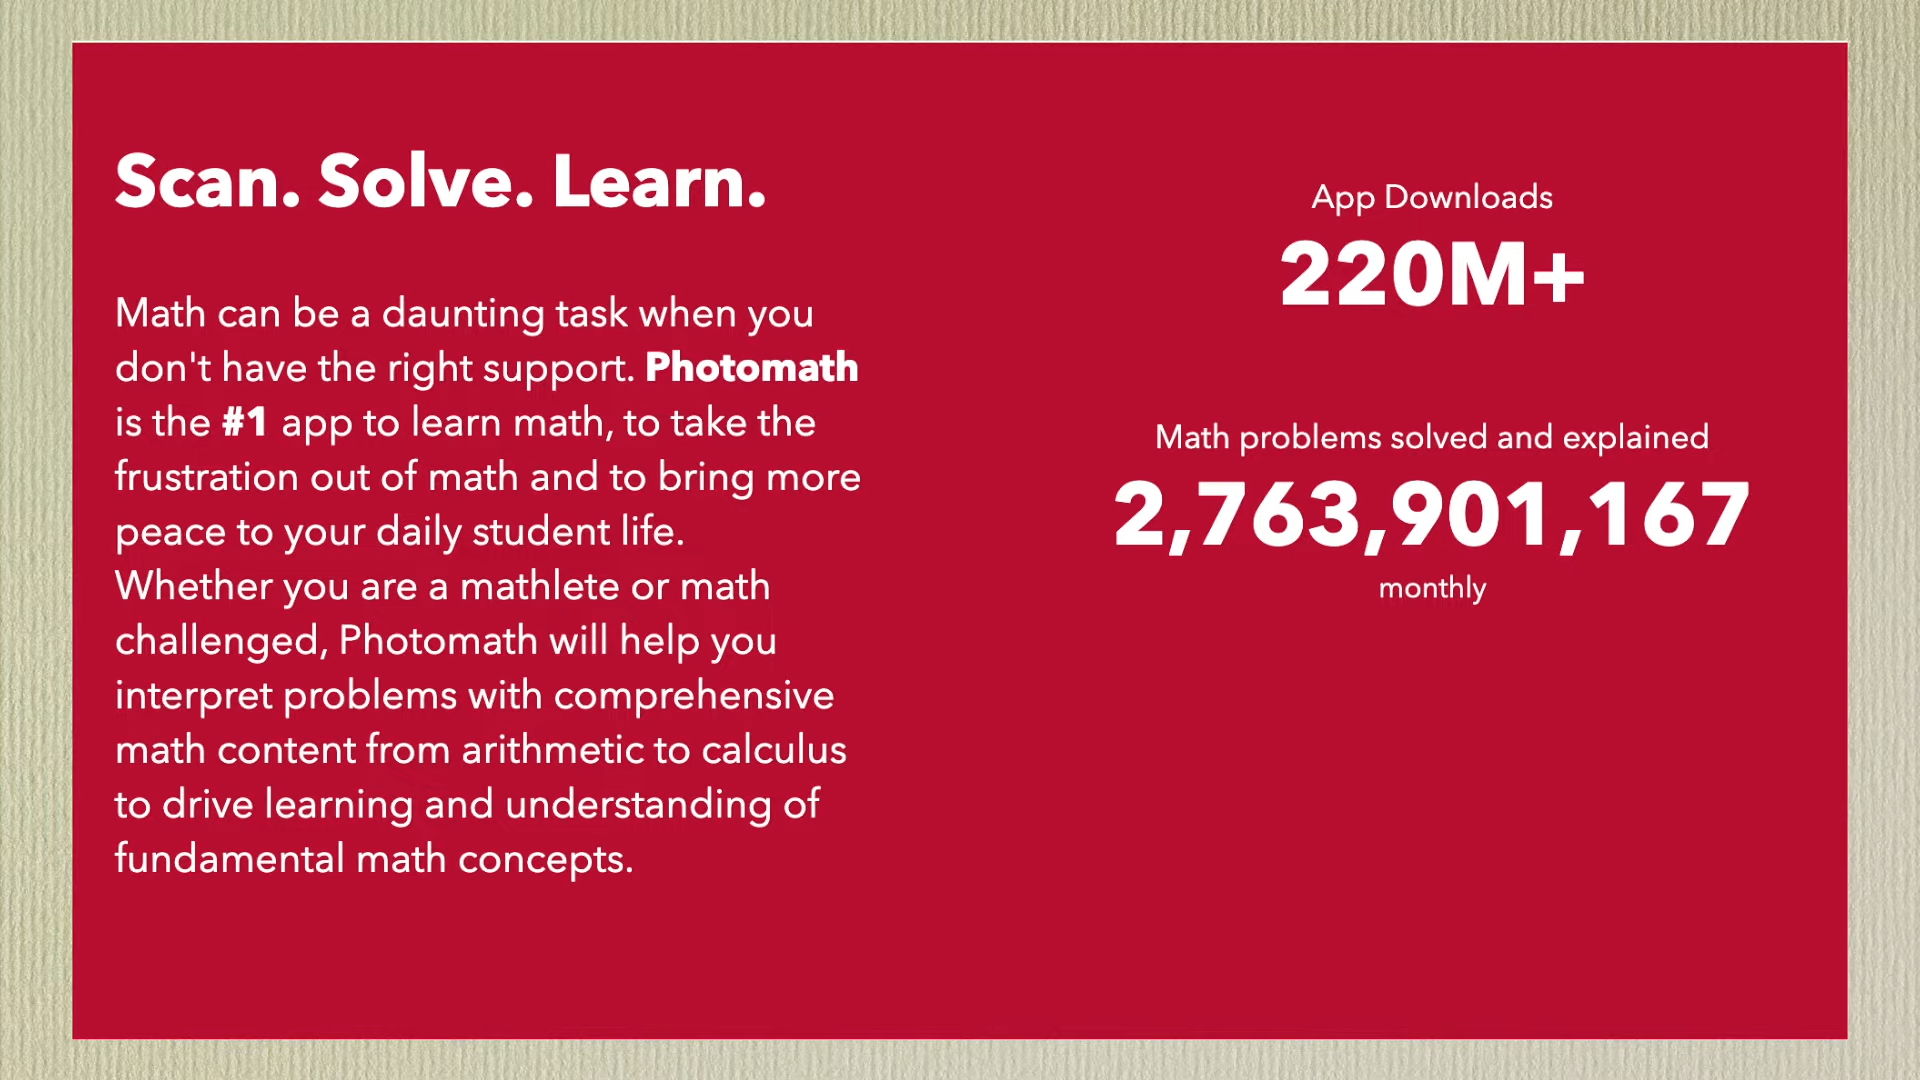 Scan. Solve. Learn.
Math can be a daunting task when you
don't have the right support. Photomath
is the #1 app to learn math, to take the
frustration out of math and to bring more
peace to your daily student life.
Whether you are a mathlete or math
challenged, Photomath will help you
interpret problems with comprehensive
math content from arithmetic to calculus
to drive learning and understanding of
fundamental math concepts.
App Downloads
220M+
Math problems solved and explained
2,763,901,167
monthly